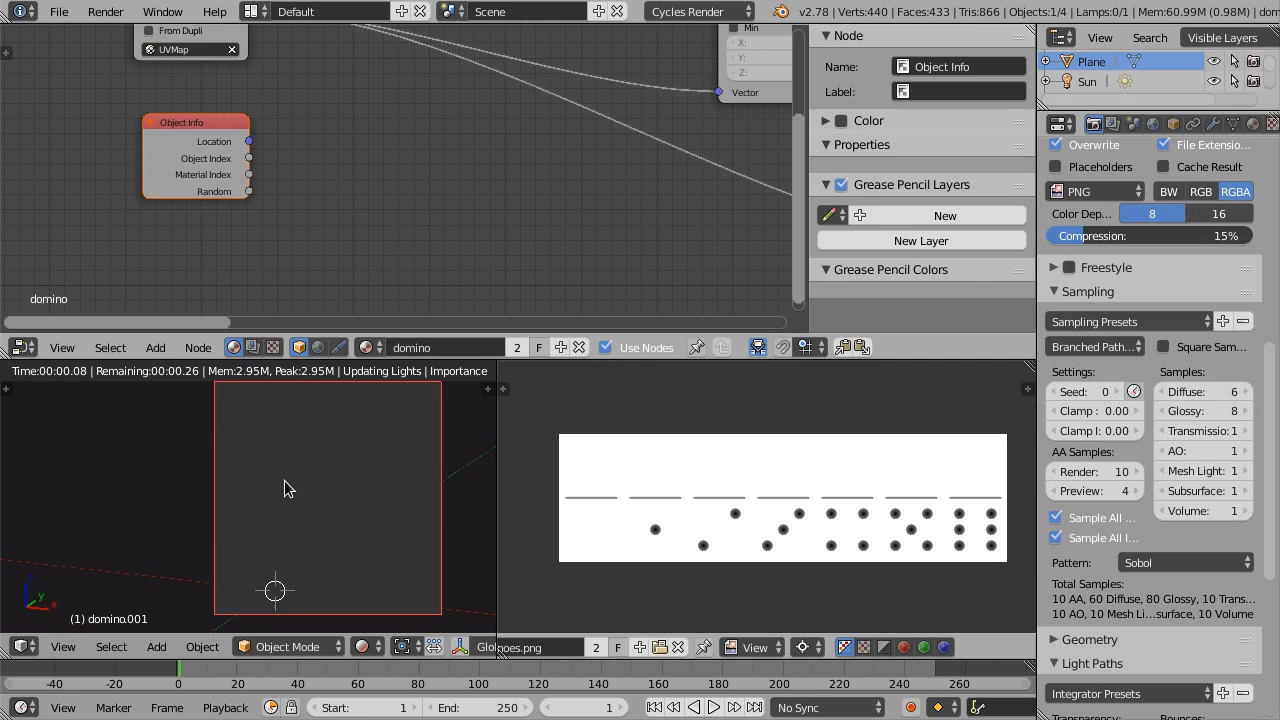 File Render Window Help Default Scene Cycles Render v2.78 | Verts:440 | Faces:433 | Tris:866 | Objects:1/4 | Lamps:0/1 | Mem:60.99M (0.98M) | dom
From Dupli
UVMap
Min
X:
Y:
Z:
Vector
Object Info
Location
Object Index
Material Index
Random
domino
Node
Name: Object Info
Label:
Color
Properties
Grease Pencil Layers
New
New Layer
Grease Pencil Colors
View Search Visible Layers
Plane
Sun
Overwrite File Extensio...
Placeholders Cache Result
PNG BW RGB RGBA
Color Dep... 8 16
Compression: 15%
Freestyle
Sampling
Sampling Presets
Branched Path... Square Sam...
Settings: Samples:
Seed: 0 Diffuse: 6
Clamp : 0.00 Glossy: 8
Clamp I: 0.00 Transmissio: 1
AA Samples: AO: 1
Render: 10 Mesh Light: 1
Preview: 4 Subsurface: 1
Sample All ... Volume: 1
Sample All I...
Pattern: Sobol
Total Samples:
10 AA, 60 Diffuse, 80 Glossy, 10 Trans...
10 AO, 10 Mesh Li...surface, 10 Volume
Geometry
Light Paths
Integrator Presets
View Select Add Node domino 2 F Use Nodes
Time:00:00.08 | Remaining:00:00.26 | Mem:2.95M, Peak:2.95M | Updating Lights | Importance
z
y
x
(1) domino.001
View Select Add Object Object Mode Glo
oes.png 2 F View
-40 -20 0 20 40 60 80 100 120 140 160 180 200 220 240 260
View Marker Frame Playback Start: 1 End: 250 1 No Sync